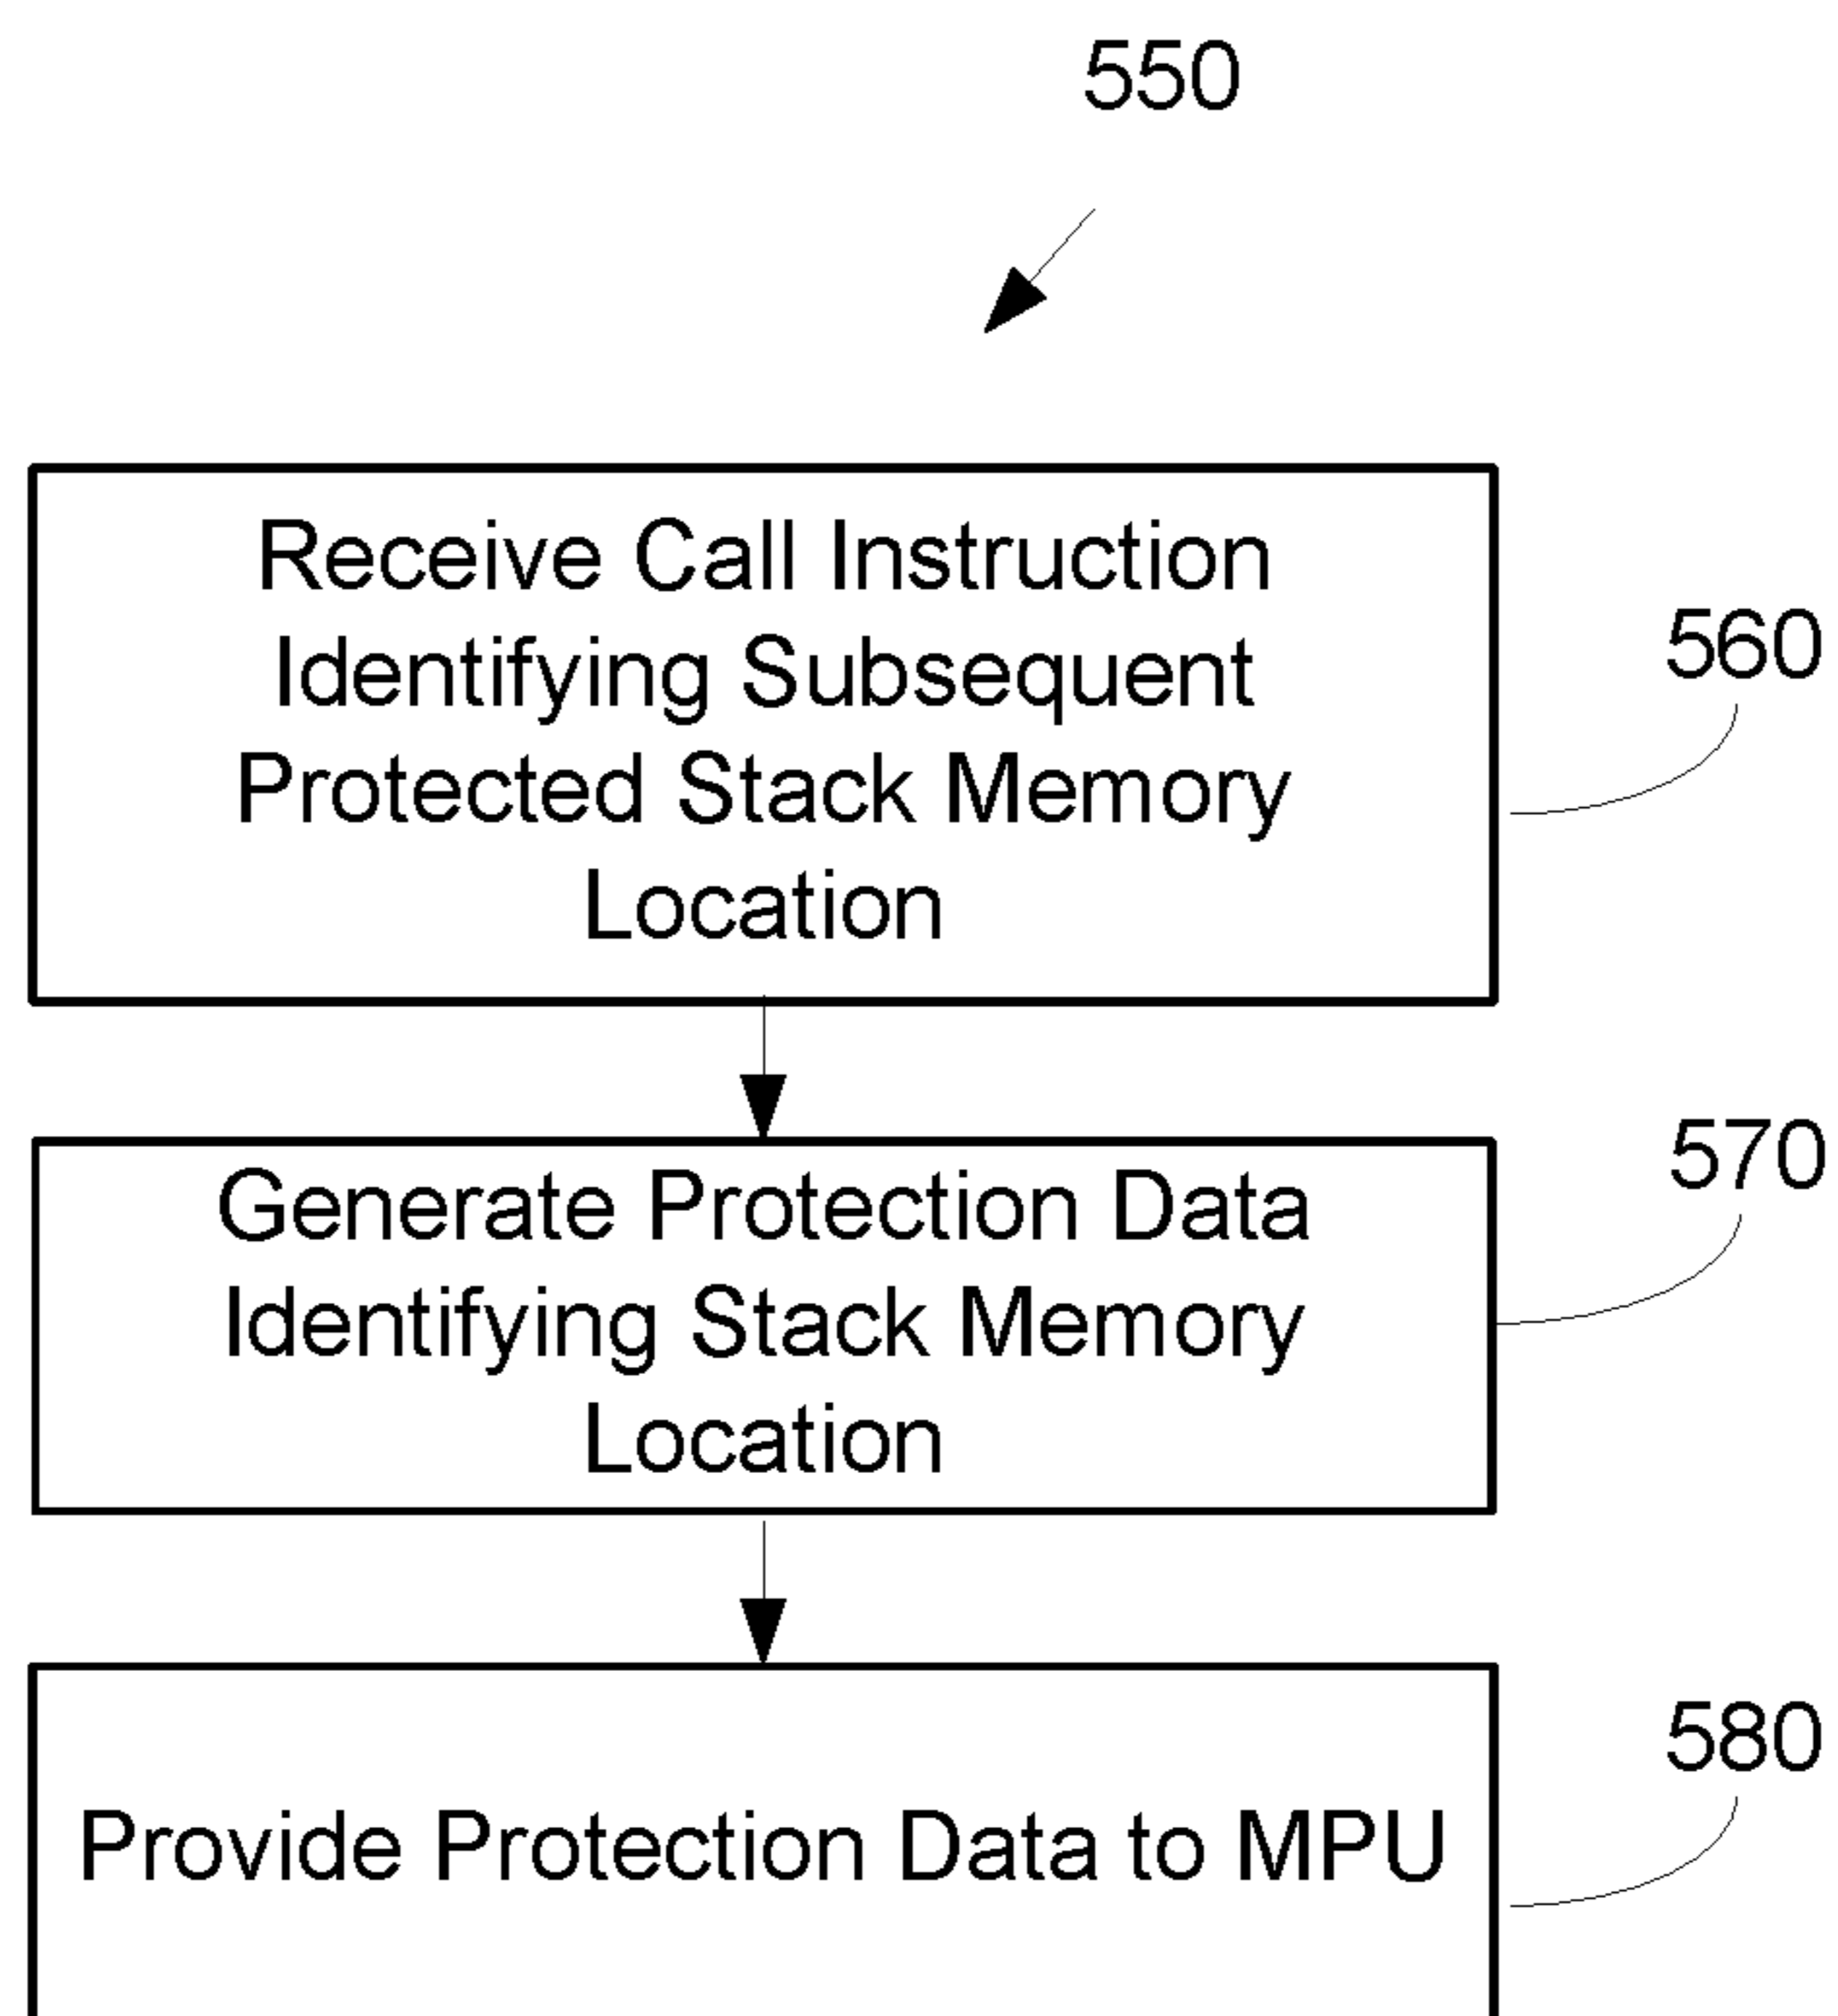 550
Receive Call Instruction
Identifying Subsequent
Protected Stack Memory
Location
560
Generate Protection Data
Identifying Stack Memory
Location
570
Provide Protection Data to MPU
580